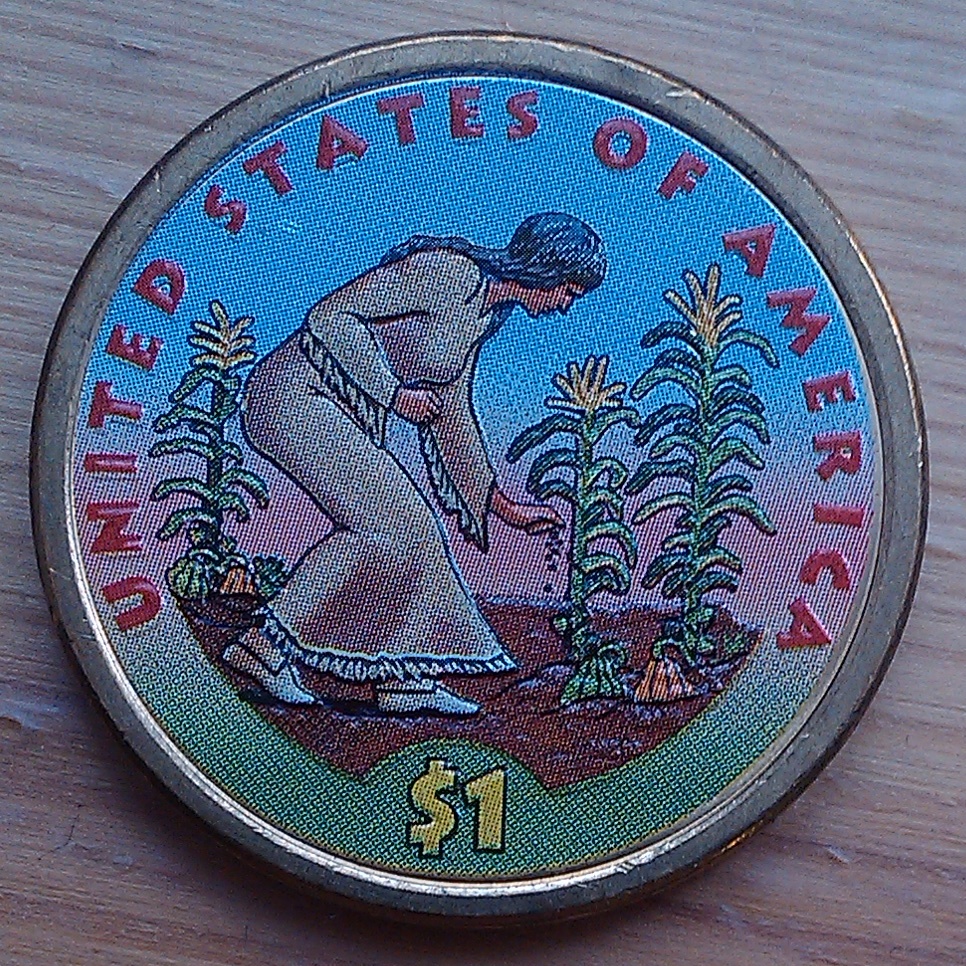 UNITED STATES OF AMERICA
$1